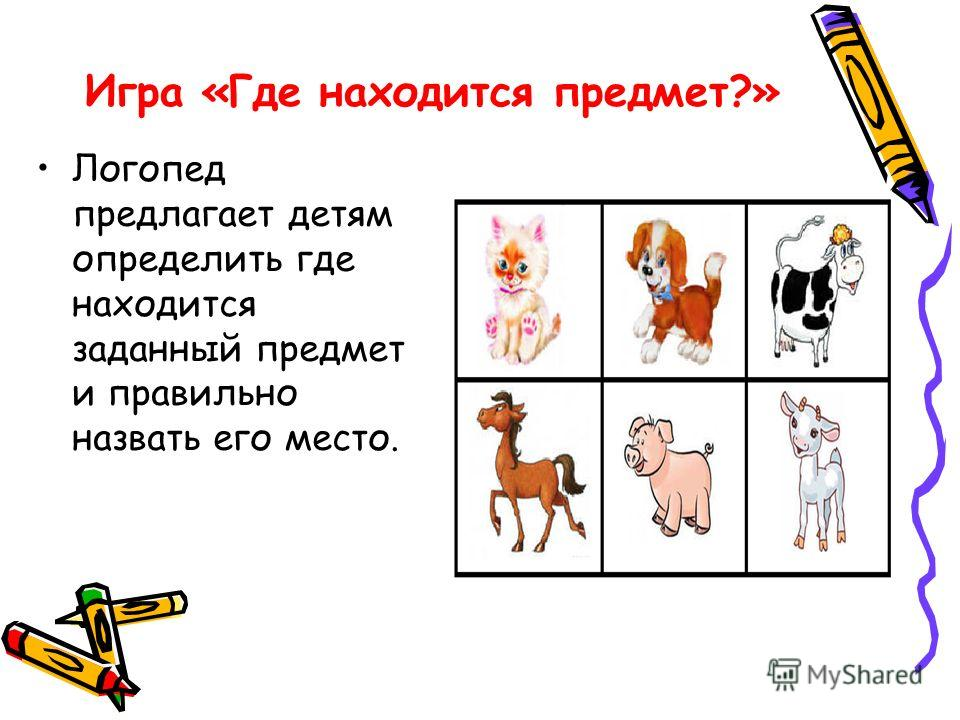 Игра «Где находится предмет?»
• Логопед
предлагает детям
определить где
находится
заданный предмет
и правильно
назвать его место.
MyShared